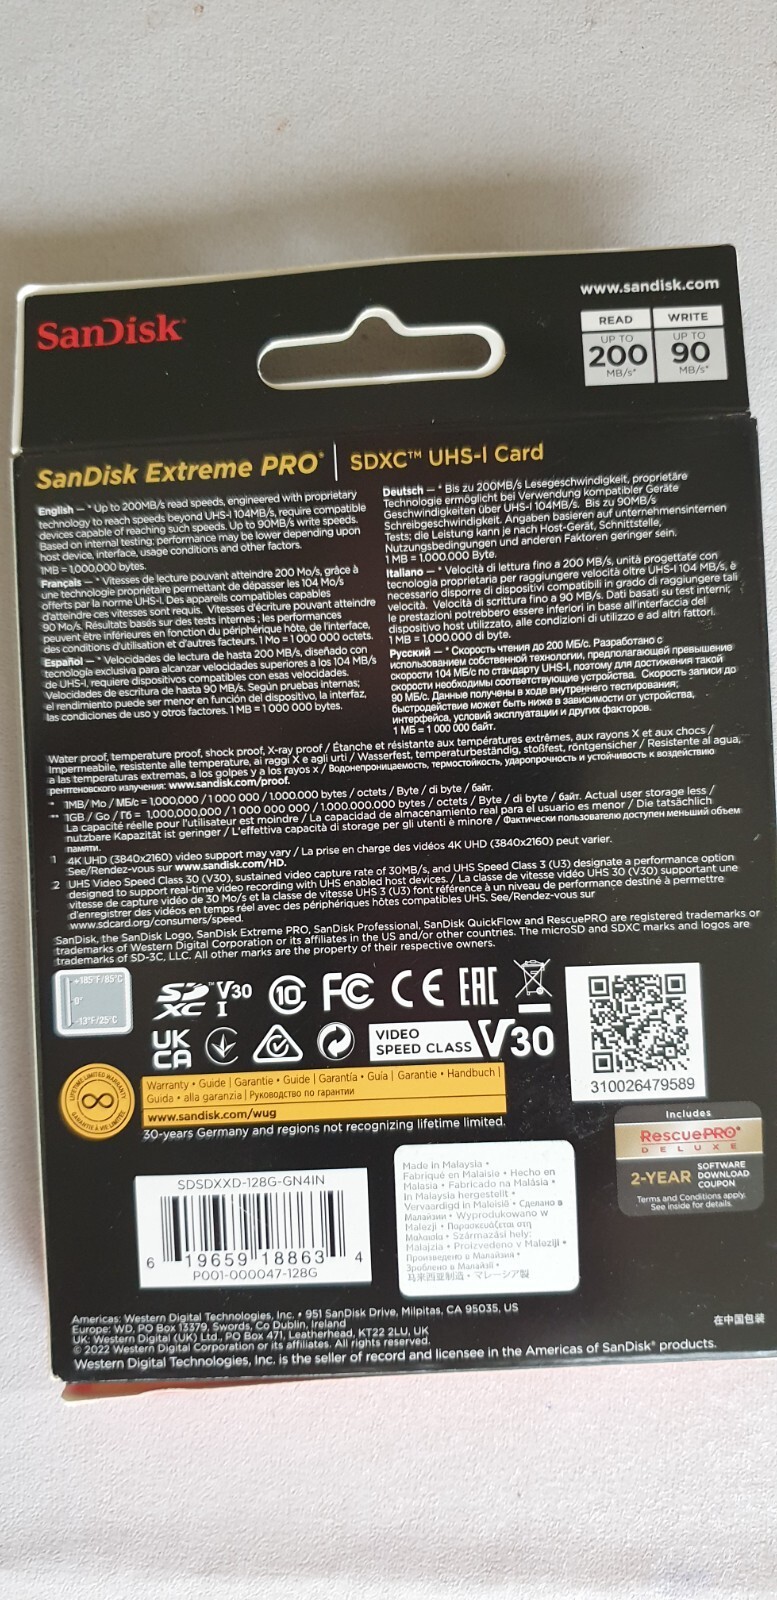 SanDisk®
www.sandisk.com
READ
UP TO
200
MB/s*
WRITE
UP TO
90
MB/s*
SanDisk Extreme PRO® | SDXC™ UHS-I Card
English — * Up to 200MB/s read speeds, engineered with proprietary
technology to reach speeds beyond UHS-I 104MB/s, require compatible
devices capable of reaching such speeds. Up to 90MB/s write speeds.
Based on internal testing; performance may be lower depending upon
host device, interface, usage conditions and other factors.
1MB = 1,000,000 bytes.
Français — * Vitesses de lecture pouvant atteindre 200 Mo/s, grâce à
une technologie propriétaire permettant de dépasser les 104 Mo/s
offerts par la norme UHS-I. Des appareils compatibles capables
d'atteindre ces vitesses sont requis. Vitesses d'écriture pouvant atteindre
90 Mo/s. Résultats basés sur des tests internes ; les performances
peuvent être inférieures en fonction du périphérique hôte, de l'interface,
des conditions d'utilisation et d'autres facteurs. 1 Mo = 1 000 000 octets.
Español — * Velocidades de lectura de hasta 200 MB/s, diseñado con
tecnología exclusiva para alcanzar velocidades superiores a los 104 MB/s
de UHS-I, requiere dispositivos compatibles con esas velocidades.
Velocidades de escritura de hasta 90 MB/s. Según pruebas internas;
el rendimiento puede ser menor en función del dispositivo, la interfaz,
las condiciones de uso y otros factores. 1 MB = 1 000 000 bytes.
Deutsch — * Bis zu 200MB/s Lesegeschwindigkeit, proprietäre
Technologie ermöglicht bei Verwendung kompatibler Geräte
Geschwindigkeiten über UHS-I 104MB/s. Bis zu 90MB/s
Schreibgeschwindigkeit. Angaben basieren auf unternehmensinternen
Tests; die Leistung kann je nach Host-Gerät, Schnittstelle,
Nutzungsbedingungen und anderen Faktoren geringer sein.
1 MB = 1.000.000 Byte.
Italiano — * Velocità di lettura fino a 200 MB/s, unità progettate con
tecnologia proprietaria per raggiungere velocità oltre UHS-I 104 MB/s, è
necessario disporre di dispositivi compatibili in grado di raggiungere tali
velocità. Velocità di scrittura fino a 90 MB/s. Dati basati su test interni;
le prestazioni potrebbero essere inferiori in base all'interfaccia del
dispositivo host utilizzato, alle condizioni di utilizzo e ad altri fattori.
1 MB = 1.000.000 di byte.
Русский — * Скорость чтения до 200 МБ/с. Разработано с
использованием собственной технологии, предполагающей превышение
скорости 104 МБ/с по стандарту UHS-I, поэтому для достижения такой
скорости необходимы соответствующие устройства. Скорость записи до
90 МБ/с. Данные получены в ходе внутреннего тестирования;
быстродействие может быть ниже в зависимости от устройства,
интерфейса, условий эксплуатации и других факторов.
1 МБ = 1 000 000 байт.
Water proof, temperature proof, shock proof, X-ray proof / Étanche et résistante aux températures extrêmes, aux rayons X et aux chocs /
Impermeabile, resistente alle temperature, ai raggi X e agli urti / Wasserfest, temperaturbeständig, stoßfest, röntgensicher / Resistente al agua,
a las temperaturas extremas, a los golpes y a los rayos x / Водонепроницаемость, термостойкость, ударопрочность и устойчивость к воздействию
рентгеновского излучения: www.sandisk.com/proof.
* 1MB/Mo / МБ/с = 1,000,000 / 1 000 000 / 1.000.000 bytes / octets / Byte / di byte / байт.
** 1GB / Go / Гб = 1,000,000,000 / 1 000 000 000 / 1.000.000.000 bytes / octets / Byte / di byte / байт. Actual user storage less /
La capacité réelle pour l'utilisateur est moindre / La capacidad de almacenamiento real para el usuario es menor / Die tatsächlich
nutzbare Kapazität ist geringer / L'effettiva capacità di storage per gli utenti è minore / Фактически пользователю доступен меньший объем
памяти.
1 4K UHD (3840x2160) video support may vary / La prise en charge des vidéos 4K UHD (3840x2160) peut varier.
See/Rendez-vous sur www.sandisk.com/HD.
2 UHS Video Speed Class 30 (V30), sustained video capture rate of 30MB/s, and UHS Speed Class 3 (U3) designate a performance option
designed to support real-time video recording with UHS enabled host devices. / La classe de vitesse vidéo UHS 30 (V30) supportant une
vitesse de capture vidéo de 30 Mo/s et la classe de vitesse UHS 3 (U3) font référence à un niveau de performance destiné à permettre
d'enregistrer des vidéos en temps réel avec des périphériques hôtes compatibles UHS. See/Rendez-vous sur
www.sdcard.org/consumers/speed.
SanDisk, the SanDisk Logo, SanDisk Extreme PRO, SanDisk Professional, SanDisk QuickFlow and RescuePRO are registered trademarks or
trademarks of Western Digital Corporation or its affiliates in the US and/or other countries. The microSD and SDXC marks and logos are
trademarks of SD-3C, LLC. All other marks are the property of their respective owners.
+185°F/85°C
0°
-13°F/25°C
SD XC™ I V30
10
FC
CE
EAC
UK CA
VIDEO
SPEED CLASS V30
310026479589
LIFETIME LIMITED WARRANTY
GARANTIE À VIE LIMITÉE
Warranty • Guide | Garantie • Guide | Garantía • Guía | Garantie • Handbuch |
Guida • alla garanzia | Руководство по гарантии
www.sandisk.com/wug
30-years Germany and regions not recognizing lifetime limited.
Includes
RescuePRO®
DELUXE
2-YEAR SOFTWARE DOWNLOAD COUPON
Terms and Conditions apply.
See inside for details.
SDSDXXD-128G-GN4IN
6 19659 18863 4
P001-000047-128G
Made in Malaysia •
Fabriqué en Malaisie • Hecho en
Malasia • Fabricado na Malásia •
In Malaysia hergestellt •
Vervaardigd in Maleisië • Сделано в
Малайзии • Wyprodukowano w
Malezji • Παρασκευάζεται στη
Μαλαισία • Származási hely:
Malajzia • Proizvedeno v Maleziji •
Произведено в Малайзия •
Зроблено в Малайзії •
马来西亚制造 • マレーシア製
Americas: Western Digital Technologies, Inc. • 951 SanDisk Drive, Milpitas, CA 95035, US
Europe: WD, PO Box 13379, Swords, Co Dublin, Ireland
UK: Western Digital (UK) Ltd., PO Box 471, Leatherhead, KT22 2LU, UK
© 2022 Western Digital Corporation or its affiliates. All rights reserved.
Western Digital Technologies, Inc. is the seller of record and licensee in the Americas of SanDisk® products.
在中国包装